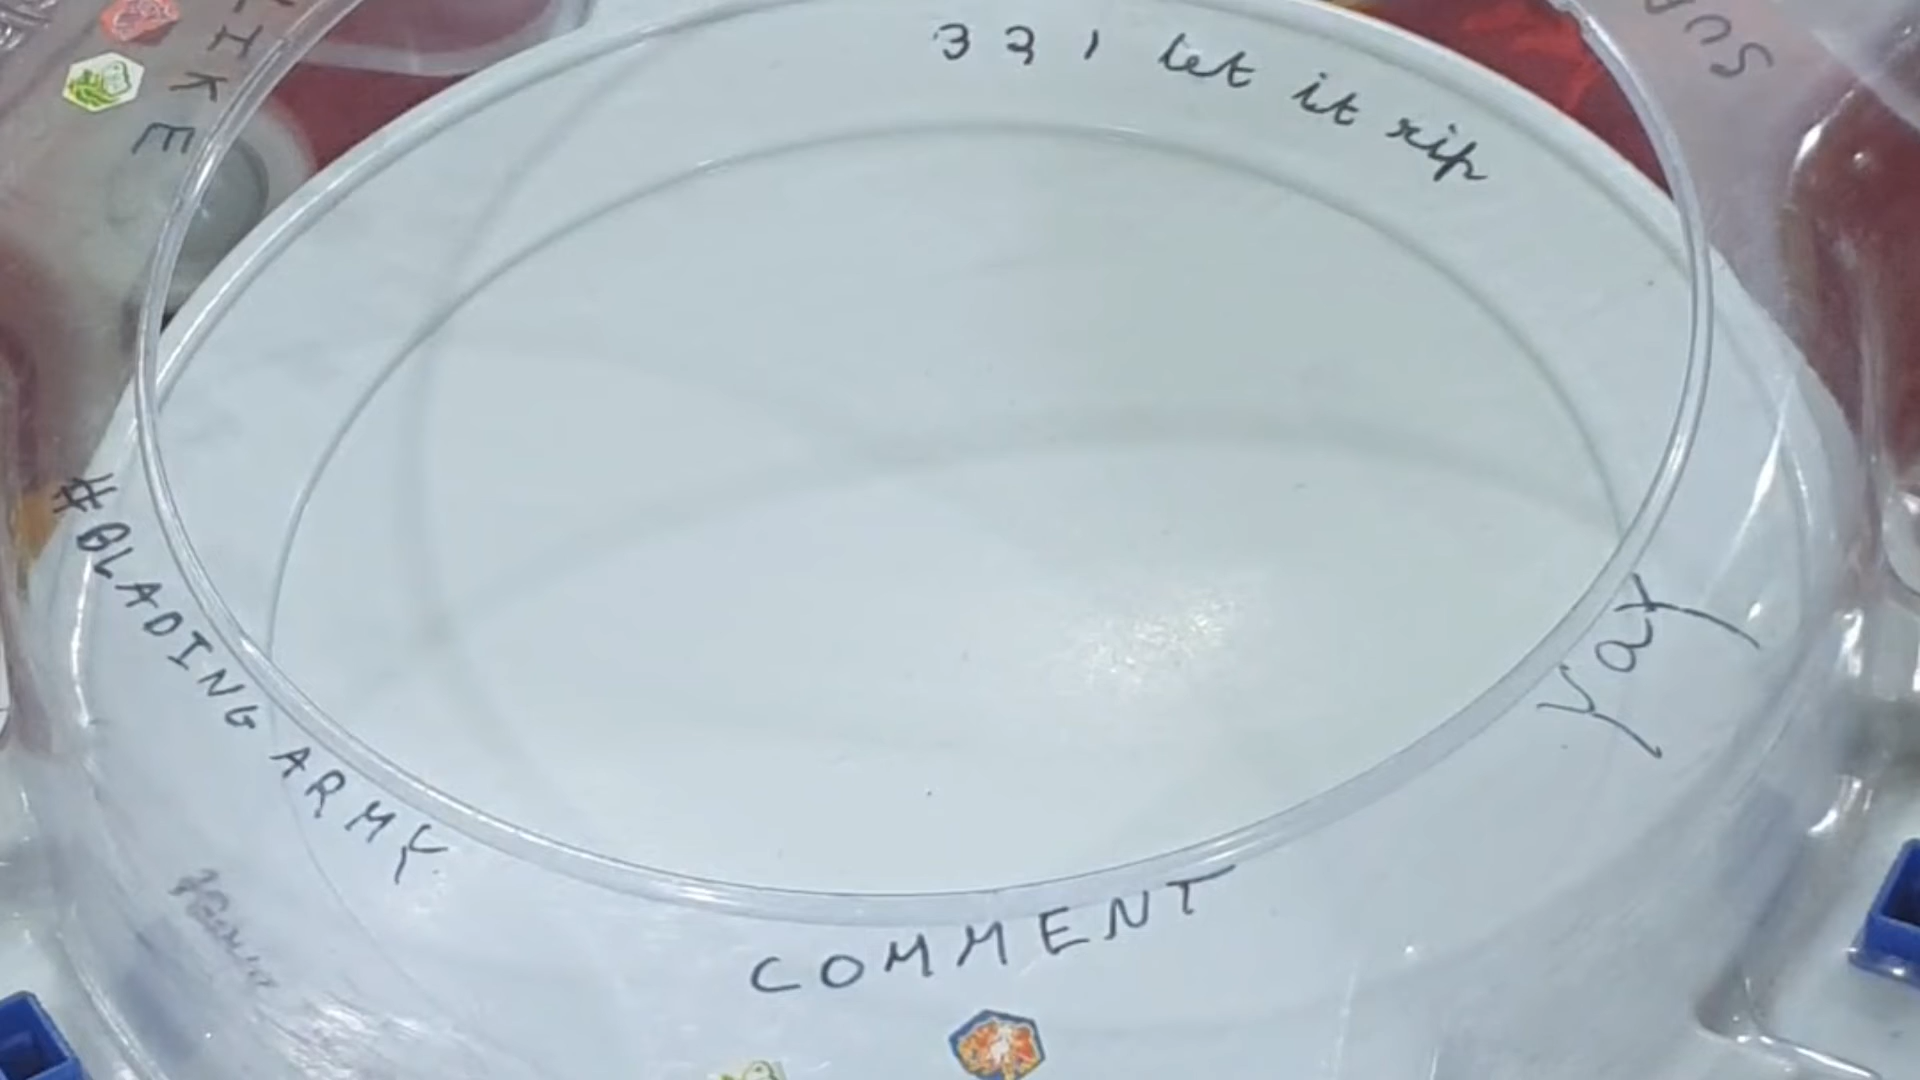 LIKE
3 2 1 let it rip
SUB
#BLADING ARMY
yay
COMMENT